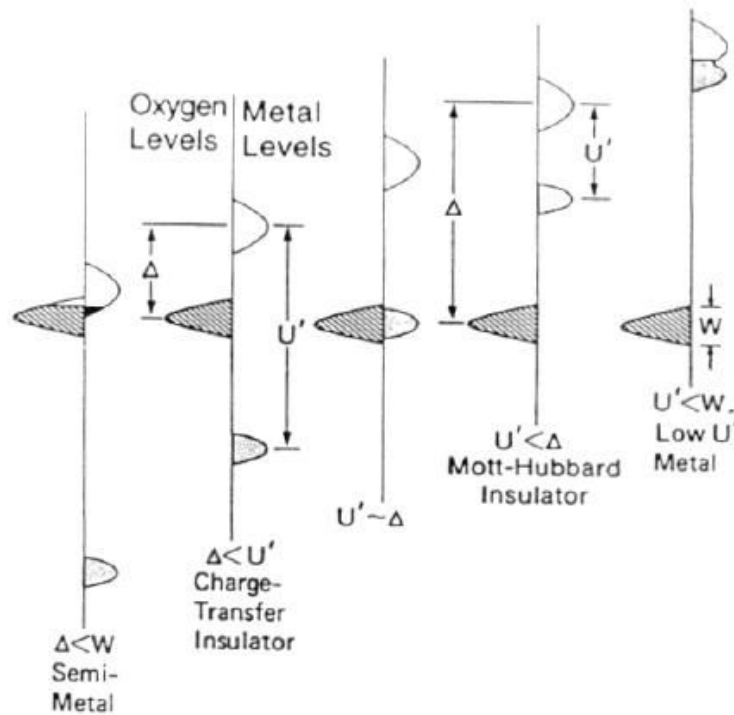 Oxygen Metal
Levels Levels
Δ
U'
Δ
U'
W
Δ<W
Semi-
Metal
Δ<U'
Charge-
Transfer
Insulator
U'~Δ
U'<Δ
Mott-Hubbard
Insulator
U'<W,
Low U'
Metal